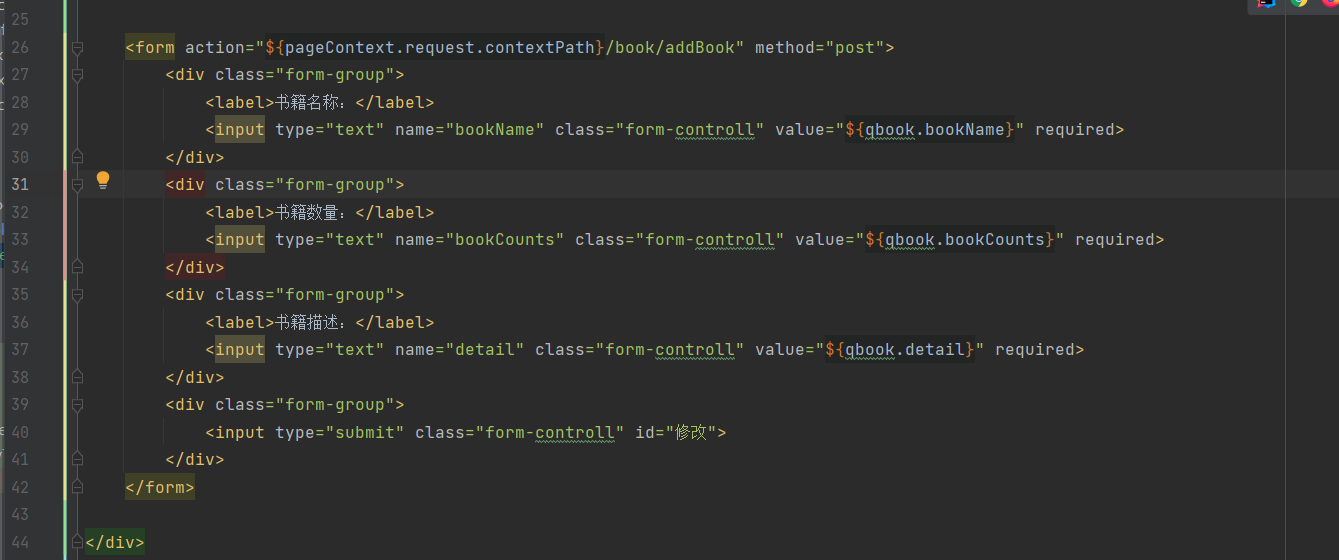 25
26 <form action="${pageContext.request.contextPath}/book/addBook" method="post">
27 <div class="form-group">
28 <label>书籍名称：</label>
29 <input type="text" name="bookName" class="form-controll" value="${qbook.bookName}" required>
30 </div>
31 <div class="form-group">
32 <label>书籍数量：</label>
33 <input type="text" name="bookCounts" class="form-controll" value="${qbook.bookCounts}" required>
34 </div>
35 <div class="form-group">
36 <label>书籍描述：</label>
37 <input type="text" name="detail" class="form-controll" value="${qbook.detail}" required>
38 </div>
39 <div class="form-group">
40 <input type="submit" class="form-controll" id="修改">
41 </div>
42 </form>
43
44 </div>